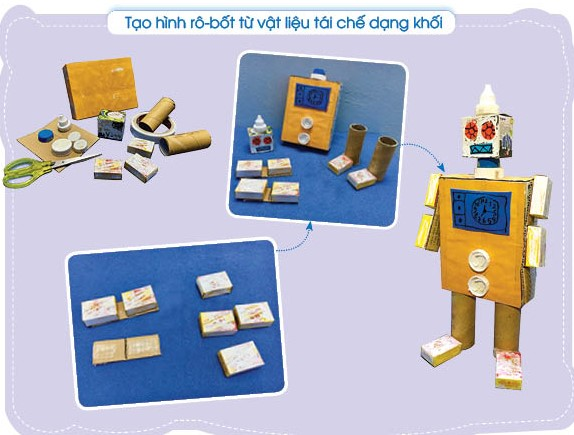 Tạo hình rô-bốt từ vật liệu tái chế dạng khối